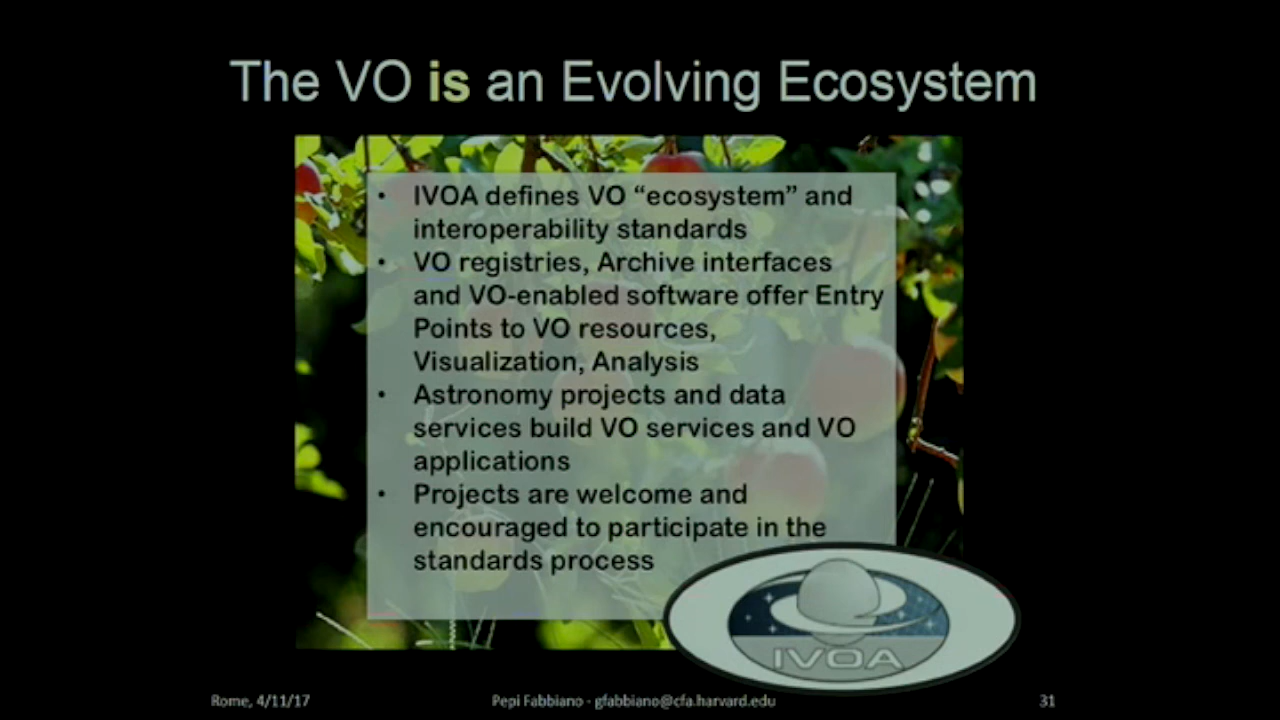 The VO is an Evolving Ecosystem
• IVOA defines VO “ecosystem” and
interoperability standards
• VO registries, Archive interfaces
and VO-enabled software offer Entry
Points to VO resources,
Visualization, Analysis
• Astronomy projects and data
services build VO services and VO
applications
• Projects are welcome and
encouraged to participate in the
standards process
IVOA
Rome, 4/11/17 Pepi Fabbiano - gfabbiano@cfa.harvard.edu 31